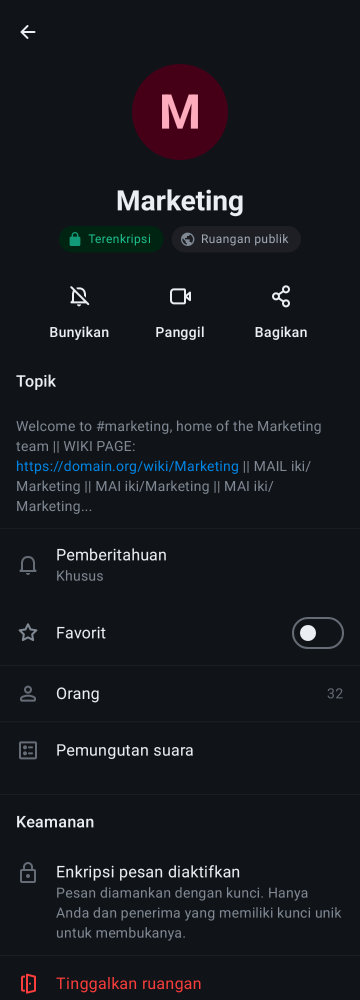 M
Marketing
Terenkripsi
Ruangan publik
Bunyikan
Panggil
Bagikan
Topik
Welcome to #marketing, home of the Marketing
team || WIKI PAGE:
https://domain.org/wiki/Marketing || MAIL iki/
Marketing || MAI iki/Marketing || MAI iki/
Marketing...
Pemberitahuan
Khusus
Favorit
Orang
32
Pemungutan suara
Keamanan
Enkripsi pesan diaktifkan
Pesan diamankan dengan kunci. Hanya
Anda dan penerima yang memiliki kunci unik
untuk membukanya.
Tinggalkan ruangan